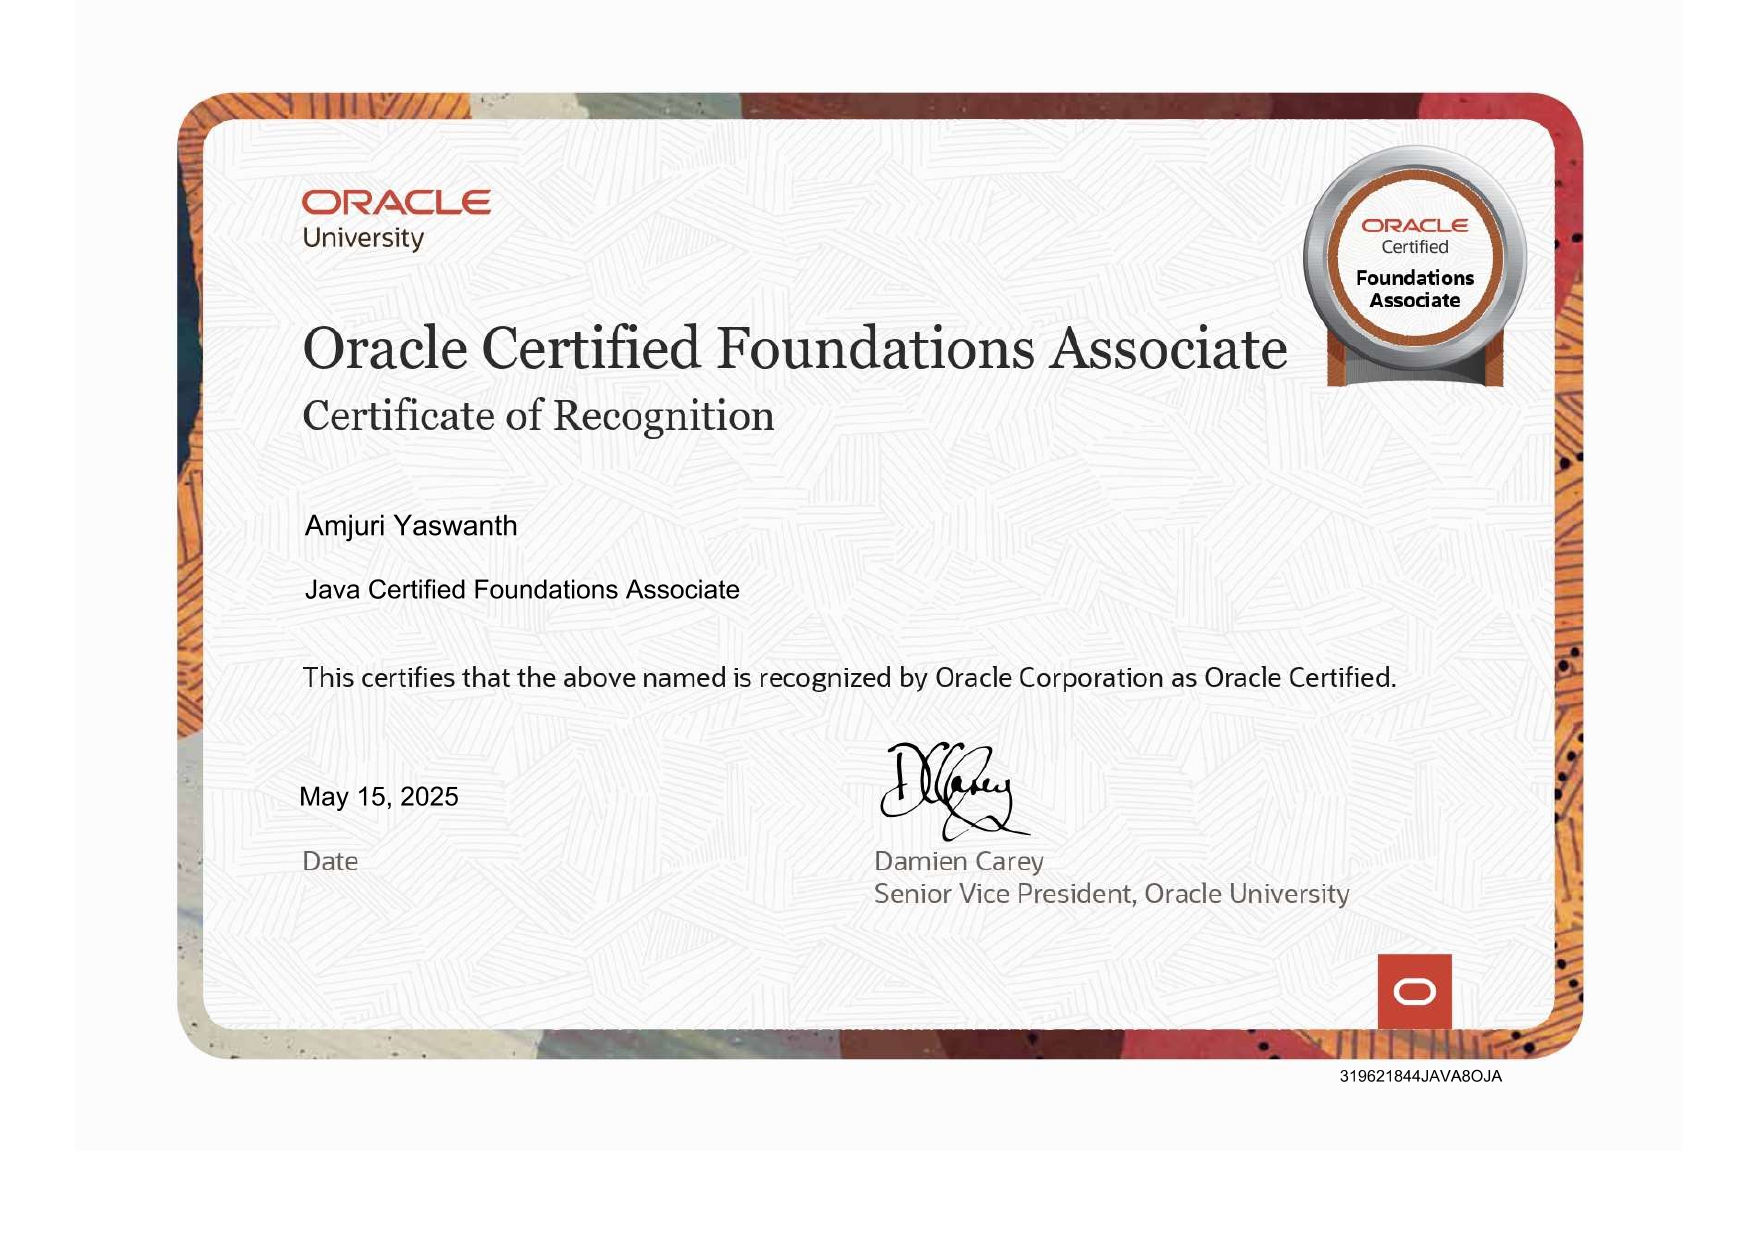 ORACLE
University
ORACLE
Certified
Foundations
Associate
Oracle Certified Foundations Associate
Certificate of Recognition
Amjuri Yaswanth
Java Certified Foundations Associate
This certifies that the above named is recognized by Oracle Corporation as Oracle Certified.
May 15, 2025
DCarey
Date
Damien Carey
Senior Vice President, Oracle University
319621844JAVA8OJA